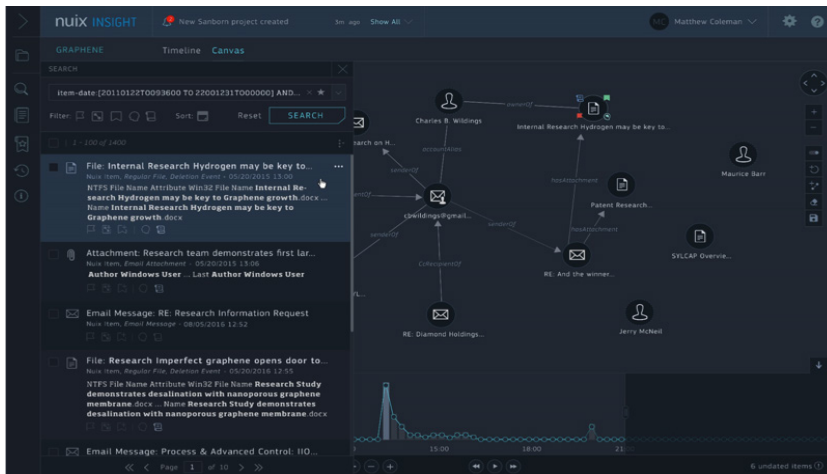 nuix INSIGHT
New Sanborn project created
3m ago
Show All
MC
Matthew Coleman
GRAPHENE
Timeline
Canvas
SEARCH
item-date:[20110122T093600 TO 22001231T000000] AND...
Filter:
Sort:
Reset
SEARCH
1 - 100 of 1400
File: Internal Research Hydrogen may be key to...
Nuix Item, Regular File, Deletion Event - 05/20/2015 13:00
NTFS File Name Attribute Win32 File Name Internal Re-
search Hydrogen may be key to Graphene growth.docx ...
Name Internal Research Hydrogen may be key to
Graphene growth.docx
Attachment: Research team demonstrates first lar...
Nuix Item, Email Attachment - 05/20/2015 13:06
Author Windows User ... Last Author Windows User
Email Message: RE: Research Information Request
Nuix Item, Email Message - 08/05/2016 12:52
File: Research Imperfect graphene opens door to...
Nuix Item, Regular File, Deletion Event - 05/20/2016 12:55
NTFS File Name Attribute Win32 File Name Research Study
demonstrates desalination with nanoporous graphene
membrane.docx ... Name Research Study demonstrates
desalination with nanoporous graphene membrane.docx
Email Message: Process & Advanced Control: IIO...
Page 1 of 10
Charles B. Wildings
ownerOf
Internal Research Hydrogen may be key to...
earch on H...
accountAlias
senderOf
Maurice Barr
hasAttachment
Patent Research...
entOf
cbwildings@gmail...
senderOf
hasAttachment
senderOf
SYLCAP Overvie...
RE: And the winner...
CcRecipientOf
RE: Diamond Holdings...
Jerry McNeil
15:00
18:00
21:
6 undated items